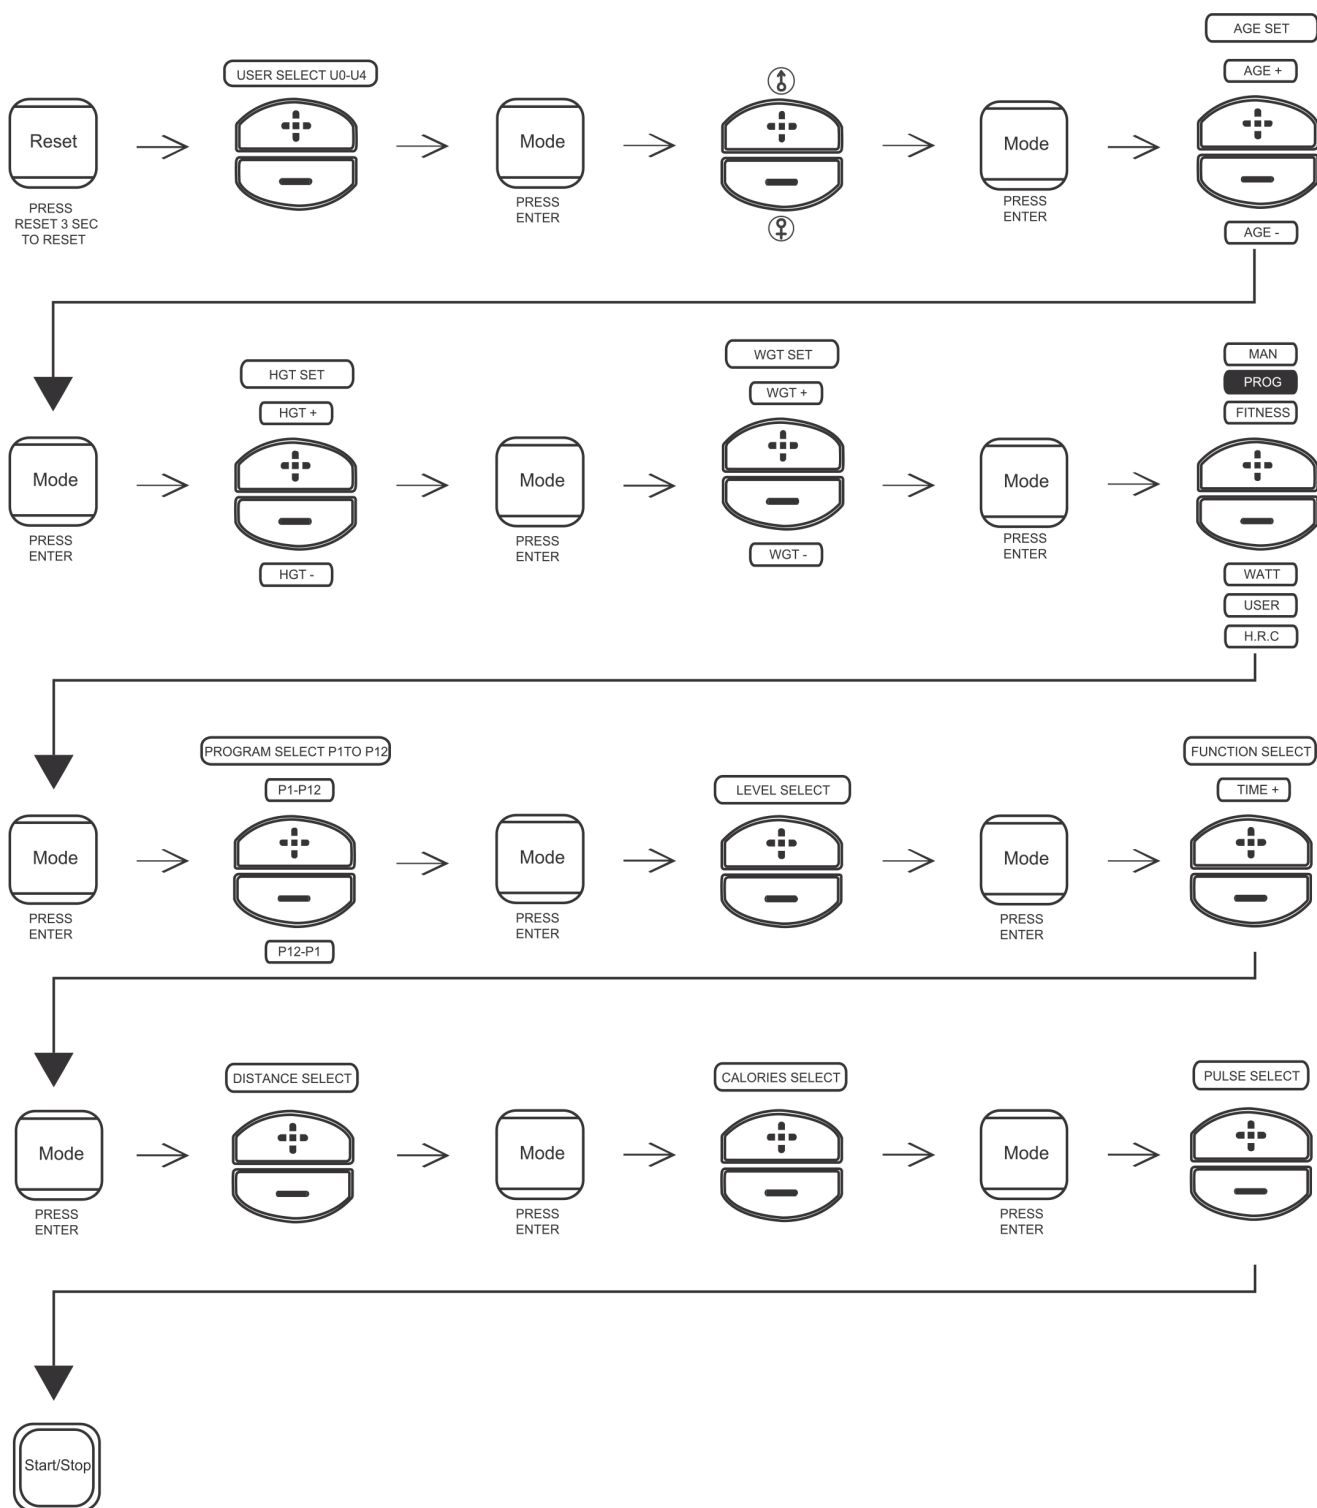 AGE SET
USER SELECT U0-U4
AGE +
Reset
Mode
Mode
PRESS
RESET 3 SEC
TO RESET
PRESS
ENTER
PRESS
ENTER
AGE -
HGT SET
WGT SET
MAN
PROG
HGT +
WGT +
FITNESS
Mode
Mode
Mode
PRESS
ENTER
PRESS
ENTER
PRESS
ENTER
HGT -
WGT -
WATT
USER
H.R.C
PROGRAM SELECT P1TO P12
FUNCTION SELECT
P1-P12
LEVEL SELECT
TIME +
Mode
Mode
Mode
PRESS
ENTER
PRESS
ENTER
PRESS
ENTER
P12-P1
DISTANCE SELECT
CALORIES SELECT
PULSE SELECT
Mode
Mode
Mode
PRESS
ENTER
PRESS
ENTER
PRESS
ENTER
Start/Stop